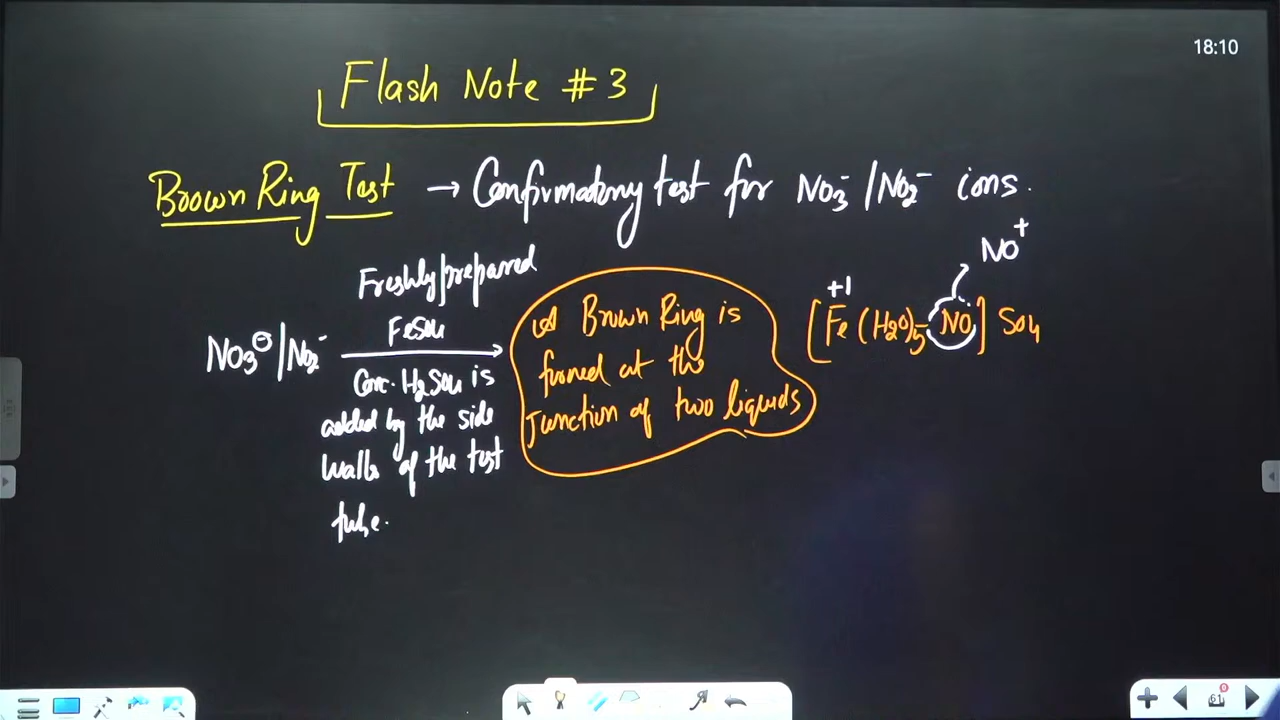 18:10
Flash Note #3
Brown Ring Test → Confirmatory test for NO3⁻/NO2⁻ ions.
NO⁺
Freshly prepared
FeSO4
NO3⊖/NO2⁻
Conc. H2SO4 is
added by the side
walls of the test
tube.
A Brown Ring is
formed at the
Junction of two liquids
+1
[Fe(H2O)5 NO] SO4
61